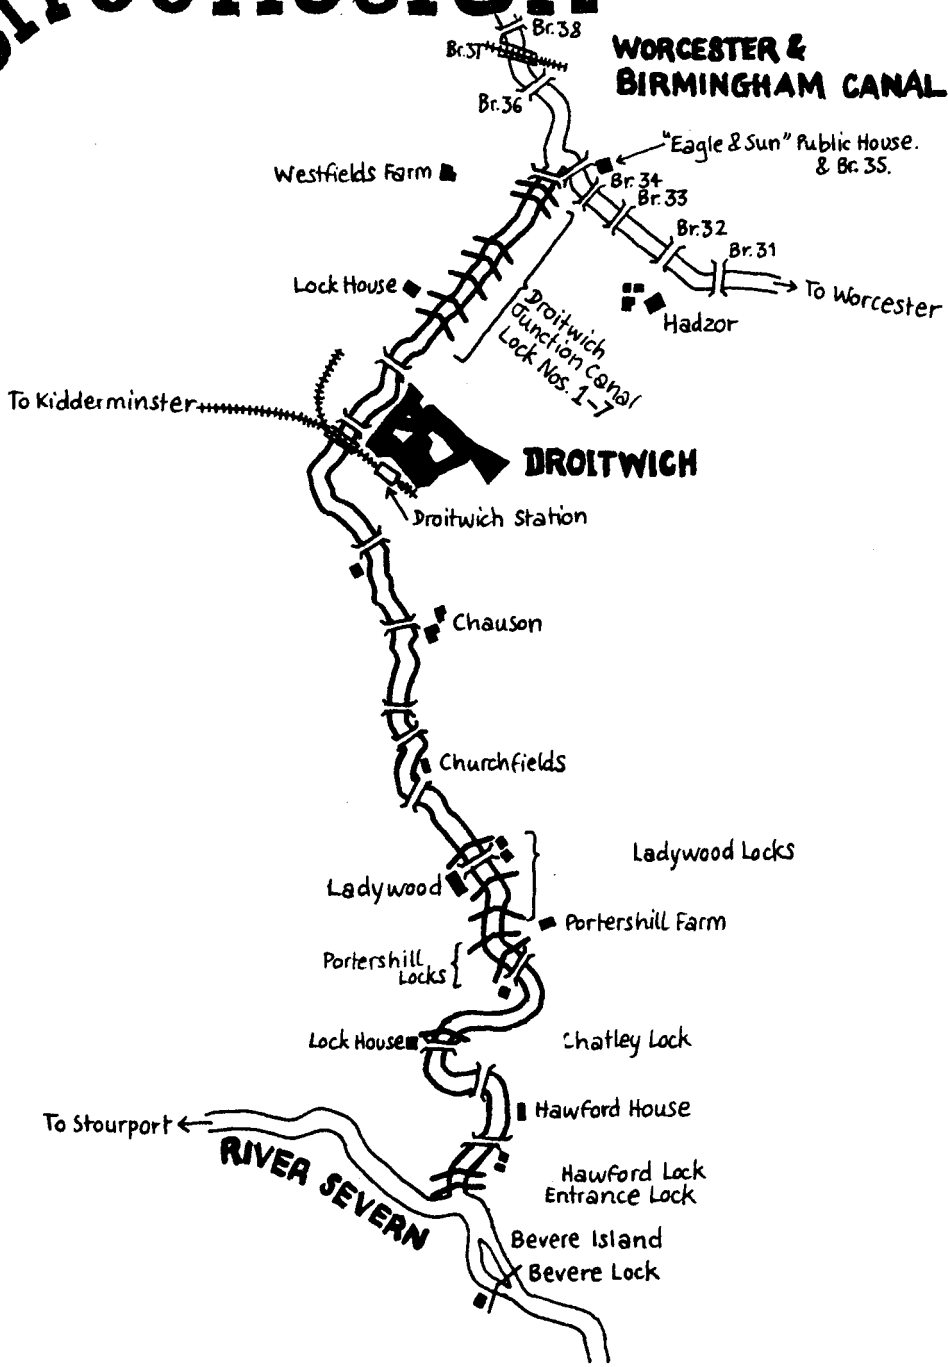 Br.38
Br.37
WORCESTER &
BIRMINGHAM CANAL
Br.36
"Eagle & Sun" Public House.
& Br. 35.
Westfields Farm
Br. 34
Br. 33
Br. 32
Br. 31
Lock House
To Worcester
Hadzor
Droitwich
Junction Canal
Lock Nos. 1-7
To Kidderminster
DROITWICH
Droitwich Station
Chauson
Churchfields
Ladywood Locks
Ladywood
Portershill Farm
Portershill
Locks
Lock House
Chatley Lock
Hawford House
To Stourport
RIVER SEVERN
Hawford Lock
Entrance Lock
Bevere Island
Bevere Lock